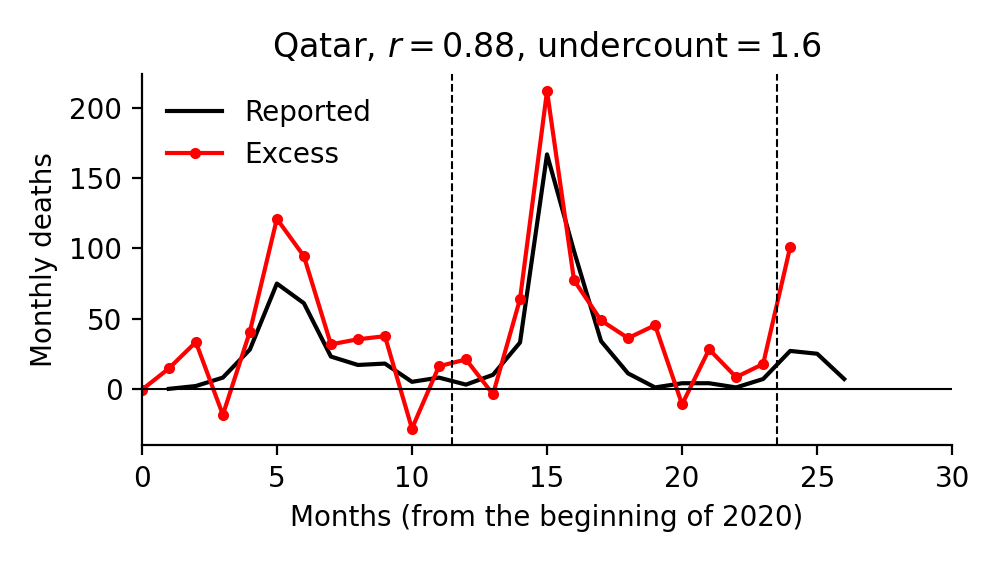 Qatar, r = 0.88, undercount = 1.6
Reported
Excess
Monthly deaths
200
150
100
50
0
0 5 10 15 20 25 30
Months (from the beginning of 2020)